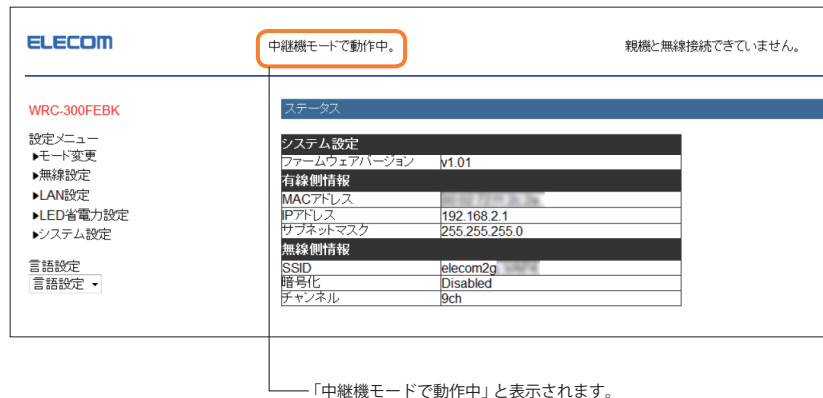 ELECOM
中継機モードで動作中。
親機と無線接続できていません。
WRC-300FEBK
設定メニュー
▶モード変更
▶無線設定
▶LAN設定
▶LED省電力設定
▶システム設定
言語設定
言語設定
ステータス
システム設定
ファームウェアバージョン v1.01
有線側情報
MACアドレス
IPアドレス 192.168.2.1
サブネットマスク 255.255.255.0
無線側情報
SSID elecom2g
暗号化 Disabled
チャンネル 9ch
「中継機モードで動作中」と表示されます。